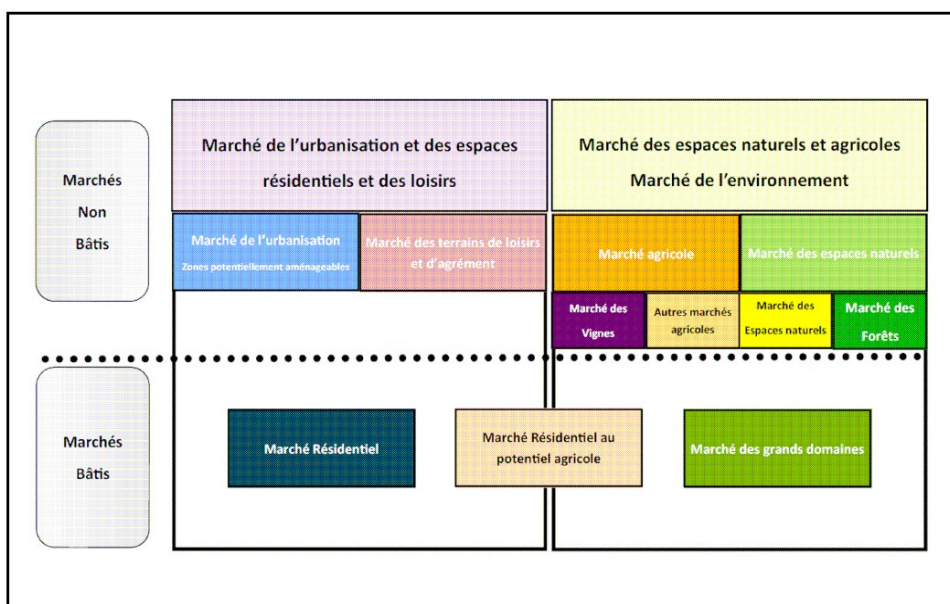 Marchés
Non
Bâtis
Marché de l'urbanisation et des espaces
résidentiels et des loisirs
Marché des espaces naturels et agricoles
Marché de l'environnement
Marché de l'urbanisation
Zones potentiellement aménageables
Marché des terrains de loisirs
et d'agrément
Marché agricole
Marché des espaces naturels
Marché des
Vignes
Autres marchés
agricoles
Marché des
Espaces naturels
Marché des
Forêts
Marchés
Bâtis
Marché Résidentiel
Marché Résidentiel au
potentiel agricole
Marché des grands domaines